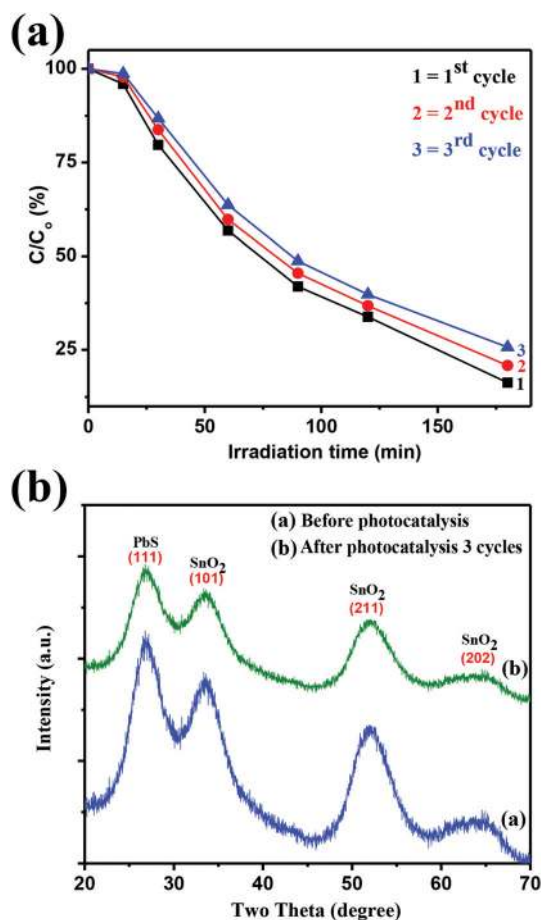 (a)
1 = 1st cycle
2 = 2nd cycle
3 = 3rd cycle
100
75
50
25
C/Co (%)
3
2
1
0 50 100 150
Irradiation time (min)
(b)
(a) Before photocatalysis
(b) After photocatalysis 3 cycles
PbS
(111)
SnO2
(101)
SnO2
(211)
SnO2
(202)
(b)
(a)
Intensity (a.u.)
20 30 40 50 60 70
Two Theta (degree)